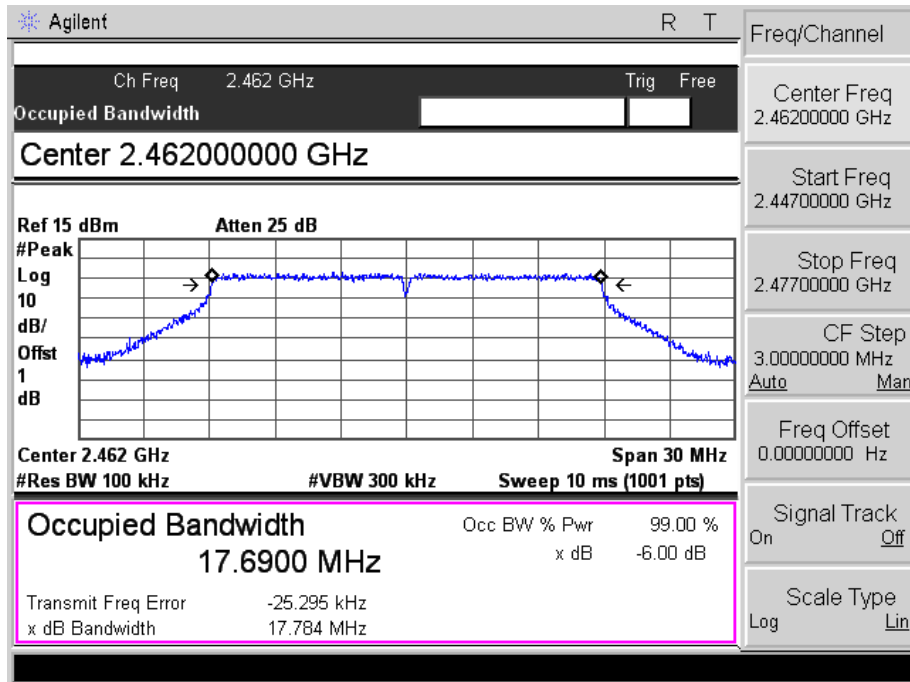 Agilent R T
Freq/Channel
Ch Freq 2.462 GHz Trig Free
Occupied Bandwidth
Center 2.462000000 GHz
Ref 15 dBm Atten 25 dB
#Peak
Log
10
dB/
Offst
1
dB
Center 2.462 GHz Span 30 MHz
#Res BW 100 kHz #VBW 300 kHz Sweep 10 ms (1001 pts)
Occupied Bandwidth Occ BW % Pwr 99.00 %
17.6900 MHz x dB -6.00 dB
Transmit Freq Error -25.295 kHz
x dB Bandwidth 17.784 MHz
Center Freq
2.46200000 GHz
Start Freq
2.44700000 GHz
Stop Freq
2.47700000 GHz
CF Step
3.00000000 MHz
Auto Man
Freq Offset
0.00000000 Hz
Signal Track
On Off
Scale Type
Log Lin